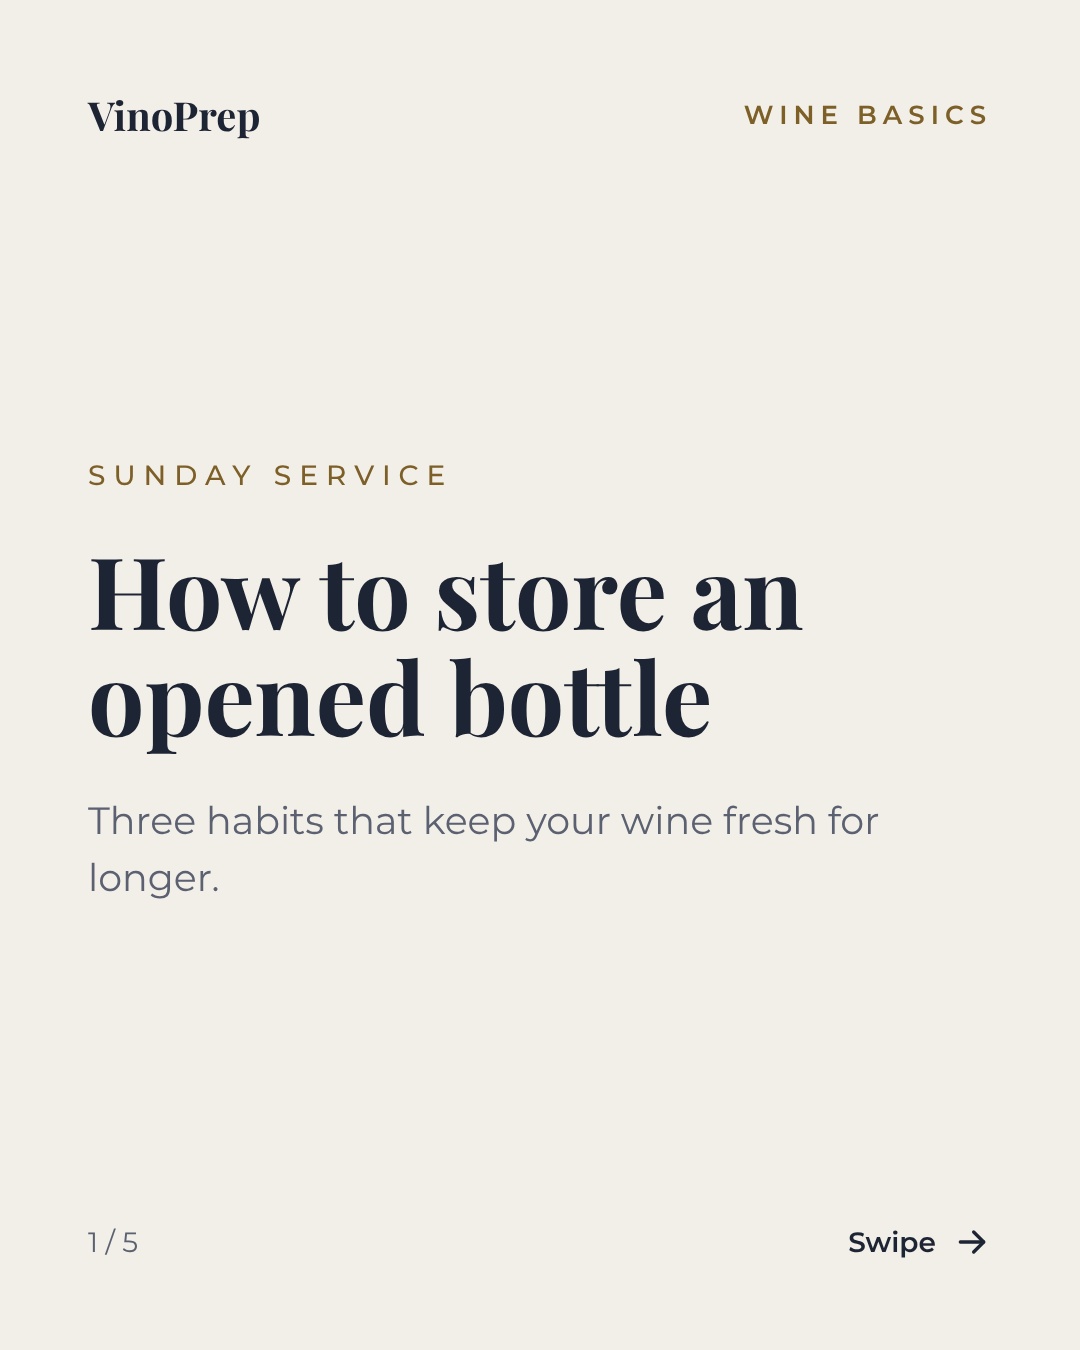 VinoPrep
WINE BASICS
SUNDAY SERVICE
How to store an
opened bottle
Three habits that keep your wine fresh for
longer.
1 / 5
Swipe →